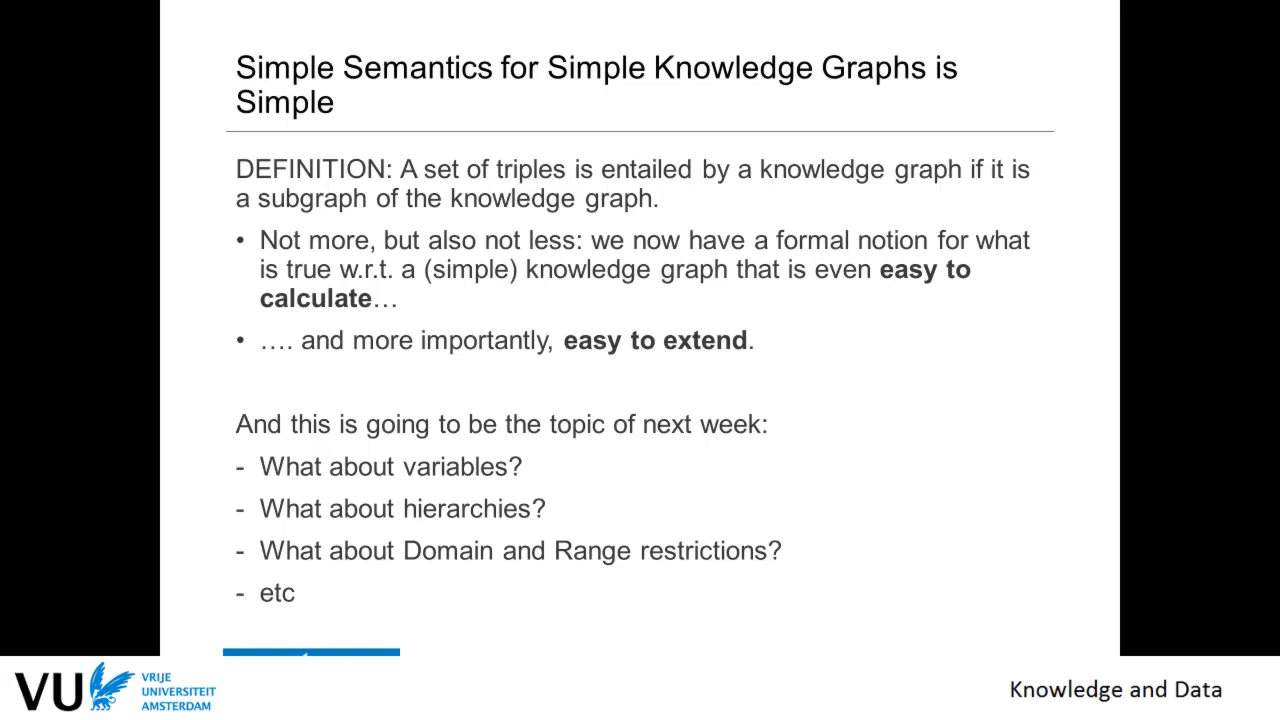 Simple Semantics for Simple Knowledge Graphs is
Simple
DEFINITION: A set of triples is entailed by a knowledge graph if it is
a subgraph of the knowledge graph.
• Not more, but also not less: we now have a formal notion for what
is true w.r.t. a (simple) knowledge graph that is even easy to
calculate…
• …. and more importantly, easy to extend.
And this is going to be the topic of next week:
- What about variables?
- What about hierarchies?
- What about Domain and Range restrictions?
- etc
VU VRIJE
UNIVERSITEIT
AMSTERDAM
Knowledge and Data